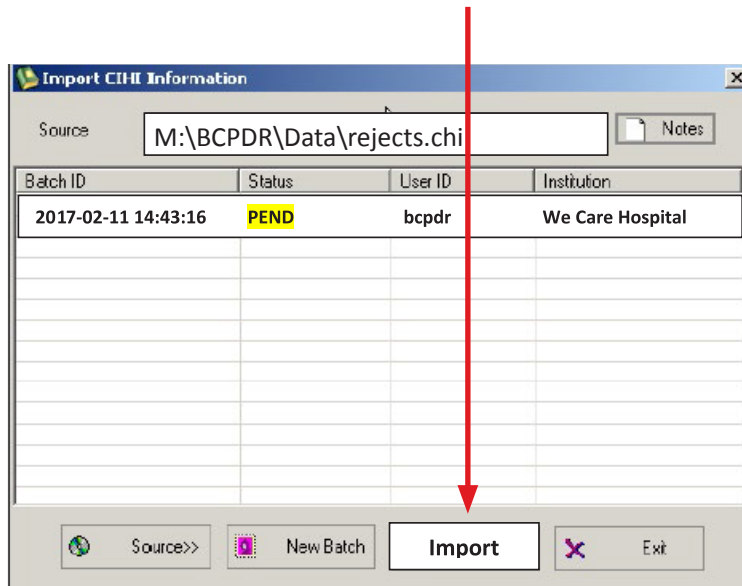 Import CIHI Information
Source M:\BCPDR\Data\rejects.chi Notes
Batch ID Status User ID Institution
2017-02-11 14:43:16 PEND bcpdr We Care Hospital
Source>> New Batch Import Exit